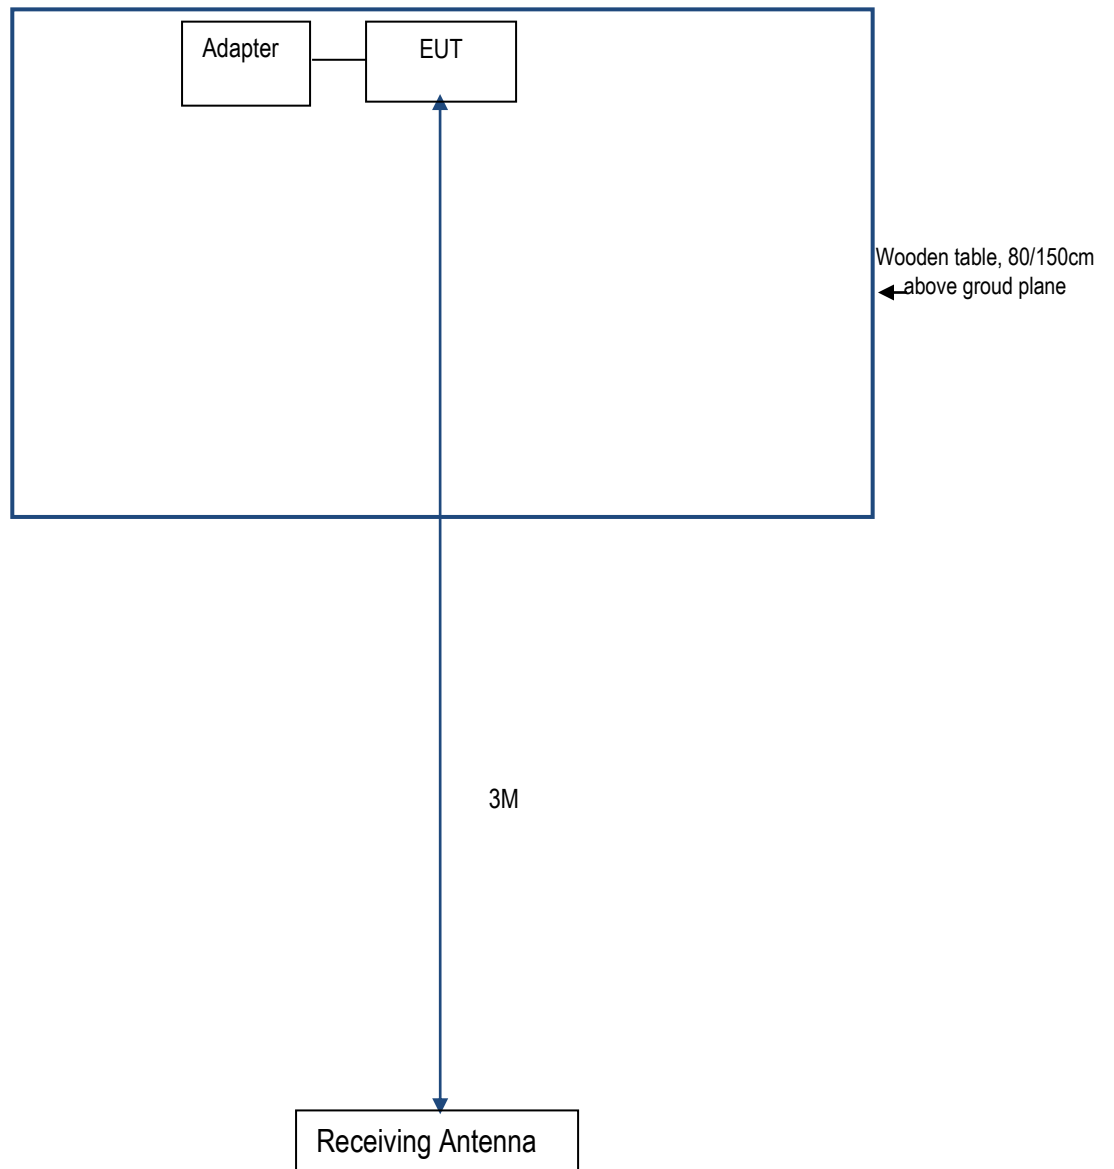 Adapter
EUT
Wooden table, 80/150cm
above groud plane
3M
Receiving Antenna